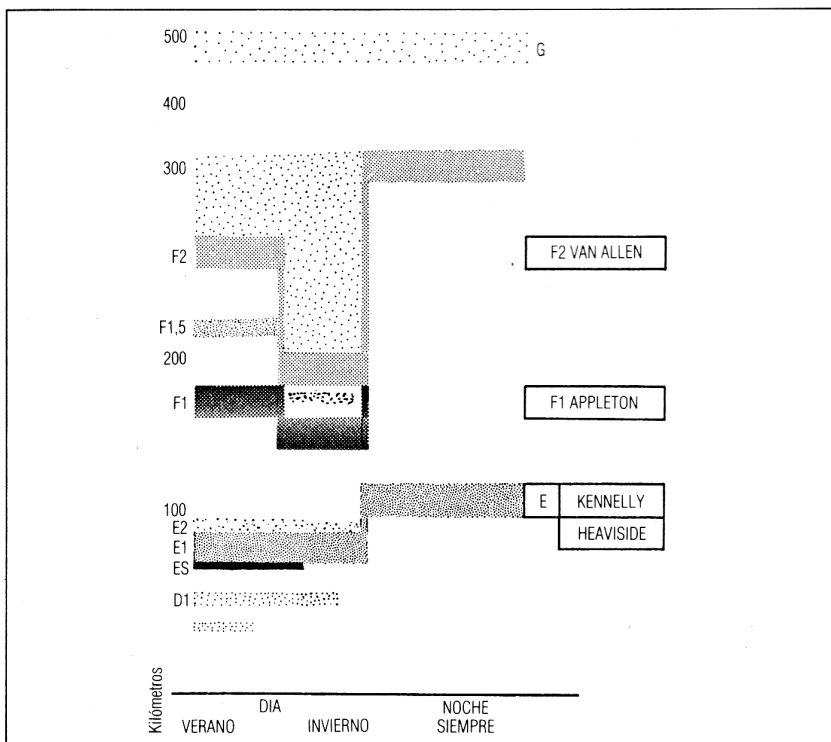 500
G
400
300
F2
F2 VAN ALLEN
F1,5
200
F1
F1 APPLETON
E KENNELLY
100
HEAVISIDE
E2
E1
ES
D1
Kilómetros
DIA
NOCHE
VERANO
INVIERNO
SIEMPRE